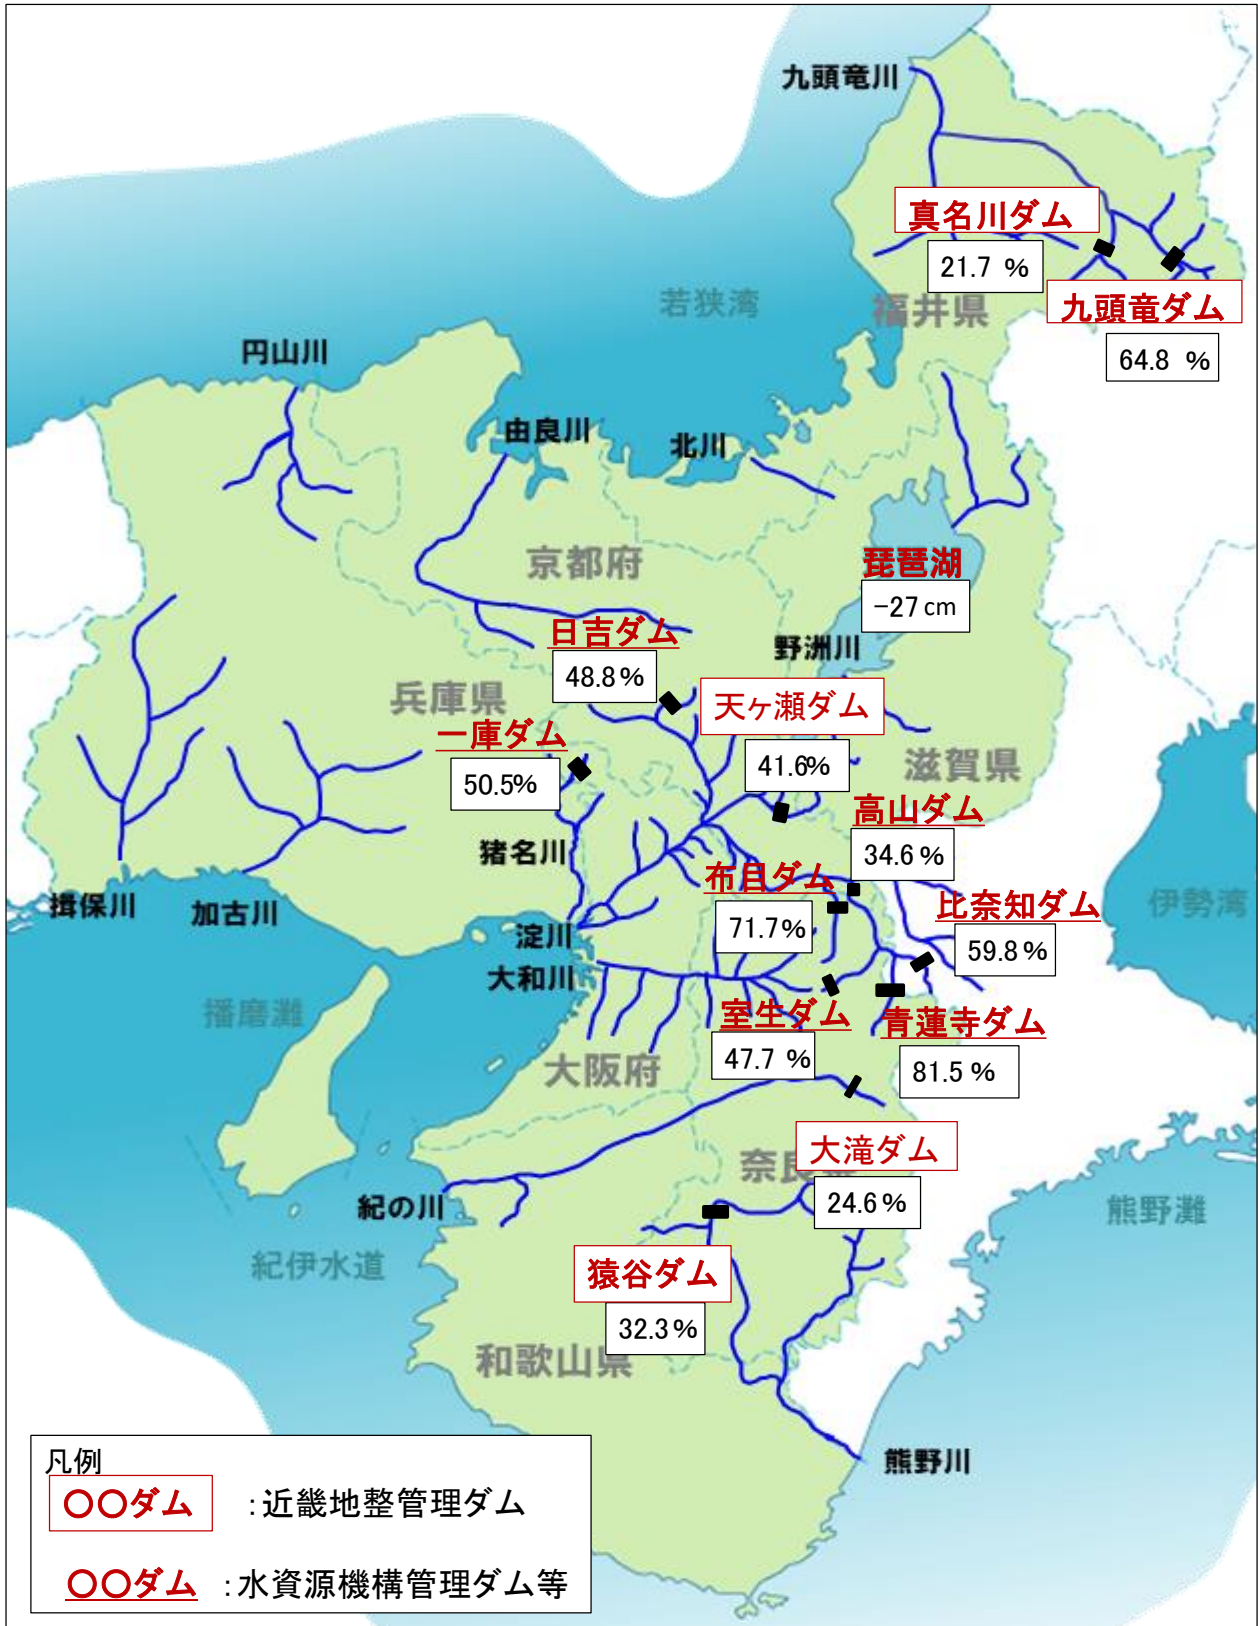 九頭竜川
真名川ダム
21.7 %
若狭湾
福井県
九頭竜ダム
64.8 %
円山川
由良川
北川
京都府
琵琶湖
-27 cm
日吉ダム
48.8%
野洲川
兵庫県
天ヶ瀬ダム
41.6%
一庫ダム
50.5%
滋賀県
高山ダム
34.6 %
猪名川
布目ダム
71.7%
比奈知ダム
59.8 %
揖保川
加古川
伊勢湾
淀川
大和川
播磨灘
室生ダム
47.7 %
青蓮寺ダム
81.5 %
大阪府
大滝ダム
24.6 %
奈良県
紀の川
熊野灘
紀伊水道
猿谷ダム
32.3 %
和歌山県
熊野川
凡例
〇〇ダム :近畿地整管理ダム
〇〇ダム :水資源機構管理ダム等